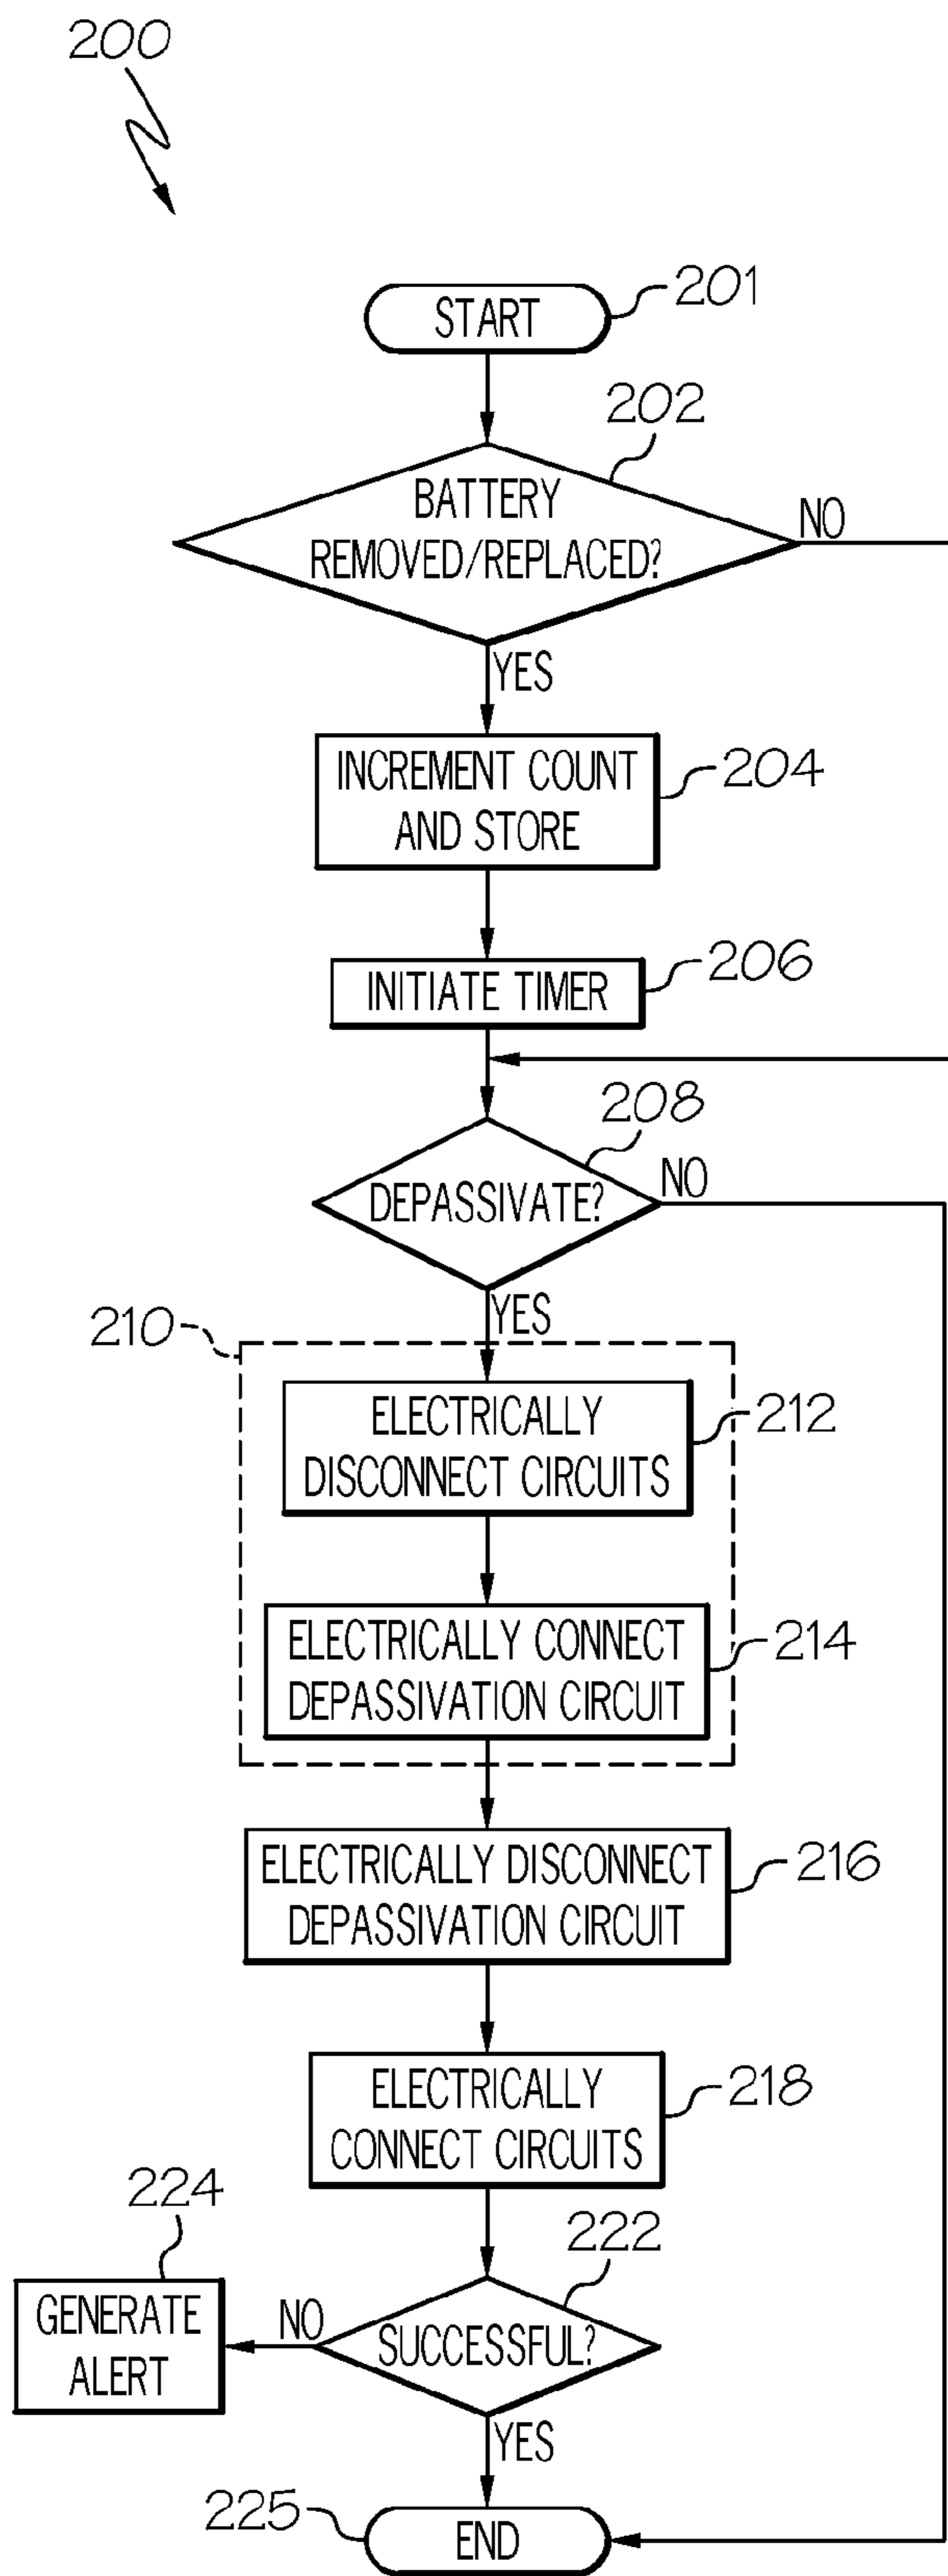 200
START
201
202
BATTERY
REMOVED/REPLACED?
NO
YES
INCREMENT COUNT
AND STORE
204
INITIATE TIMER
206
208
DEPASSIVATE?
NO
YES
210
ELECTRICALLY
DISCONNECT CIRCUITS
212
ELECTRICALLY CONNECT
DEPASSIVATION CIRCUIT
214
ELECTRICALLY DISCONNECT
DEPASSIVATION CIRCUIT
216
ELECTRICALLY
CONNECT CIRCUITS
218
224
222
GENERATE
ALERT
NO
SUCCESSFUL?
YES
225
END